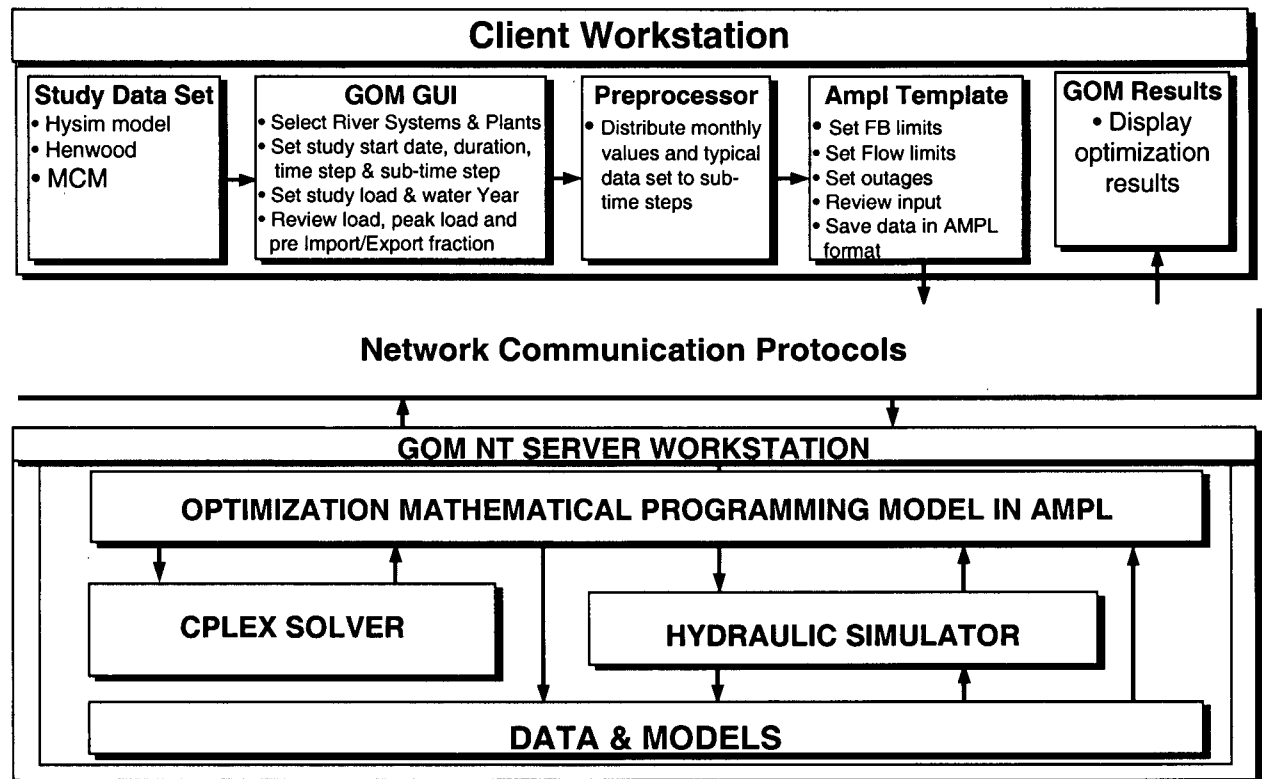 Client Workstation
Study Data Set
• Hysim model
• Henwood
• MCM
GOM GUI
• Select River Systems & Plants
• Set study start date, duration,
time step & sub-time step
• Set study load & water Year
• Review load, peak load and
pre Import/Export fraction
Preprocessor
• Distribute monthly
values and typical
data set to sub-
time steps
Ampl Template
• Set FB limits
• Set Flow limits
• Set outages
• Review input
• Save data in AMPL
format
GOM Results
• Display
optimization
results
Network Communication Protocols
GOM NT SERVER WORKSTATION
OPTIMIZATION MATHEMATICAL PROGRAMMING MODEL IN AMPL
CPLEX SOLVER
HYDRAULIC SIMULATOR
DATA & MODELS